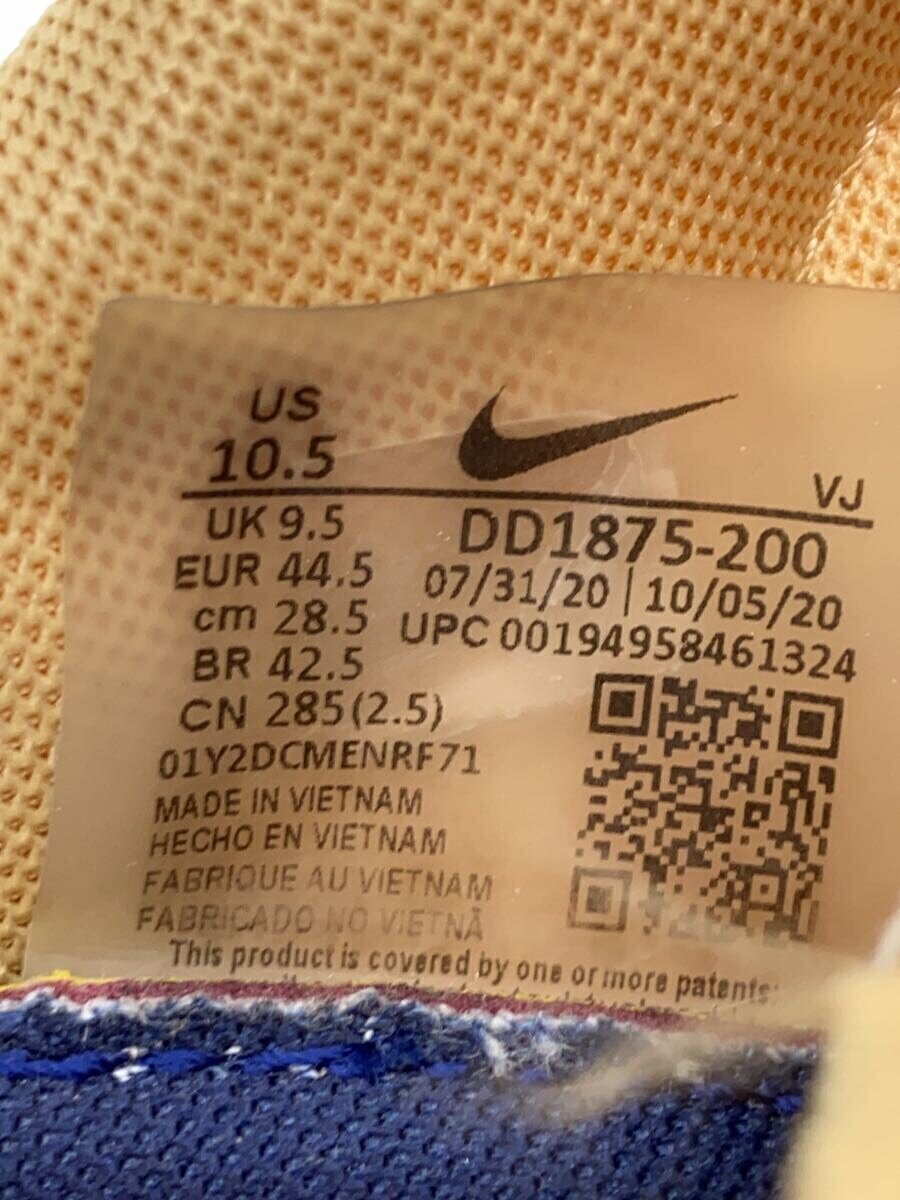 US
10.5
VJ
UK 9.5
DD1875-200
EUR 44.5
07/31/20 | 10/05/20
cm 28.5
UPC 00194958461324
BR 42.5
CN 285(2.5)
01Y2DCMENRF71
MADE IN VIETNAM
HECHO EN VIETNAM
FABRIQUE AU VIETNAM
FABRICADO NO VIETNÃ
This product is covered by one or more patents: